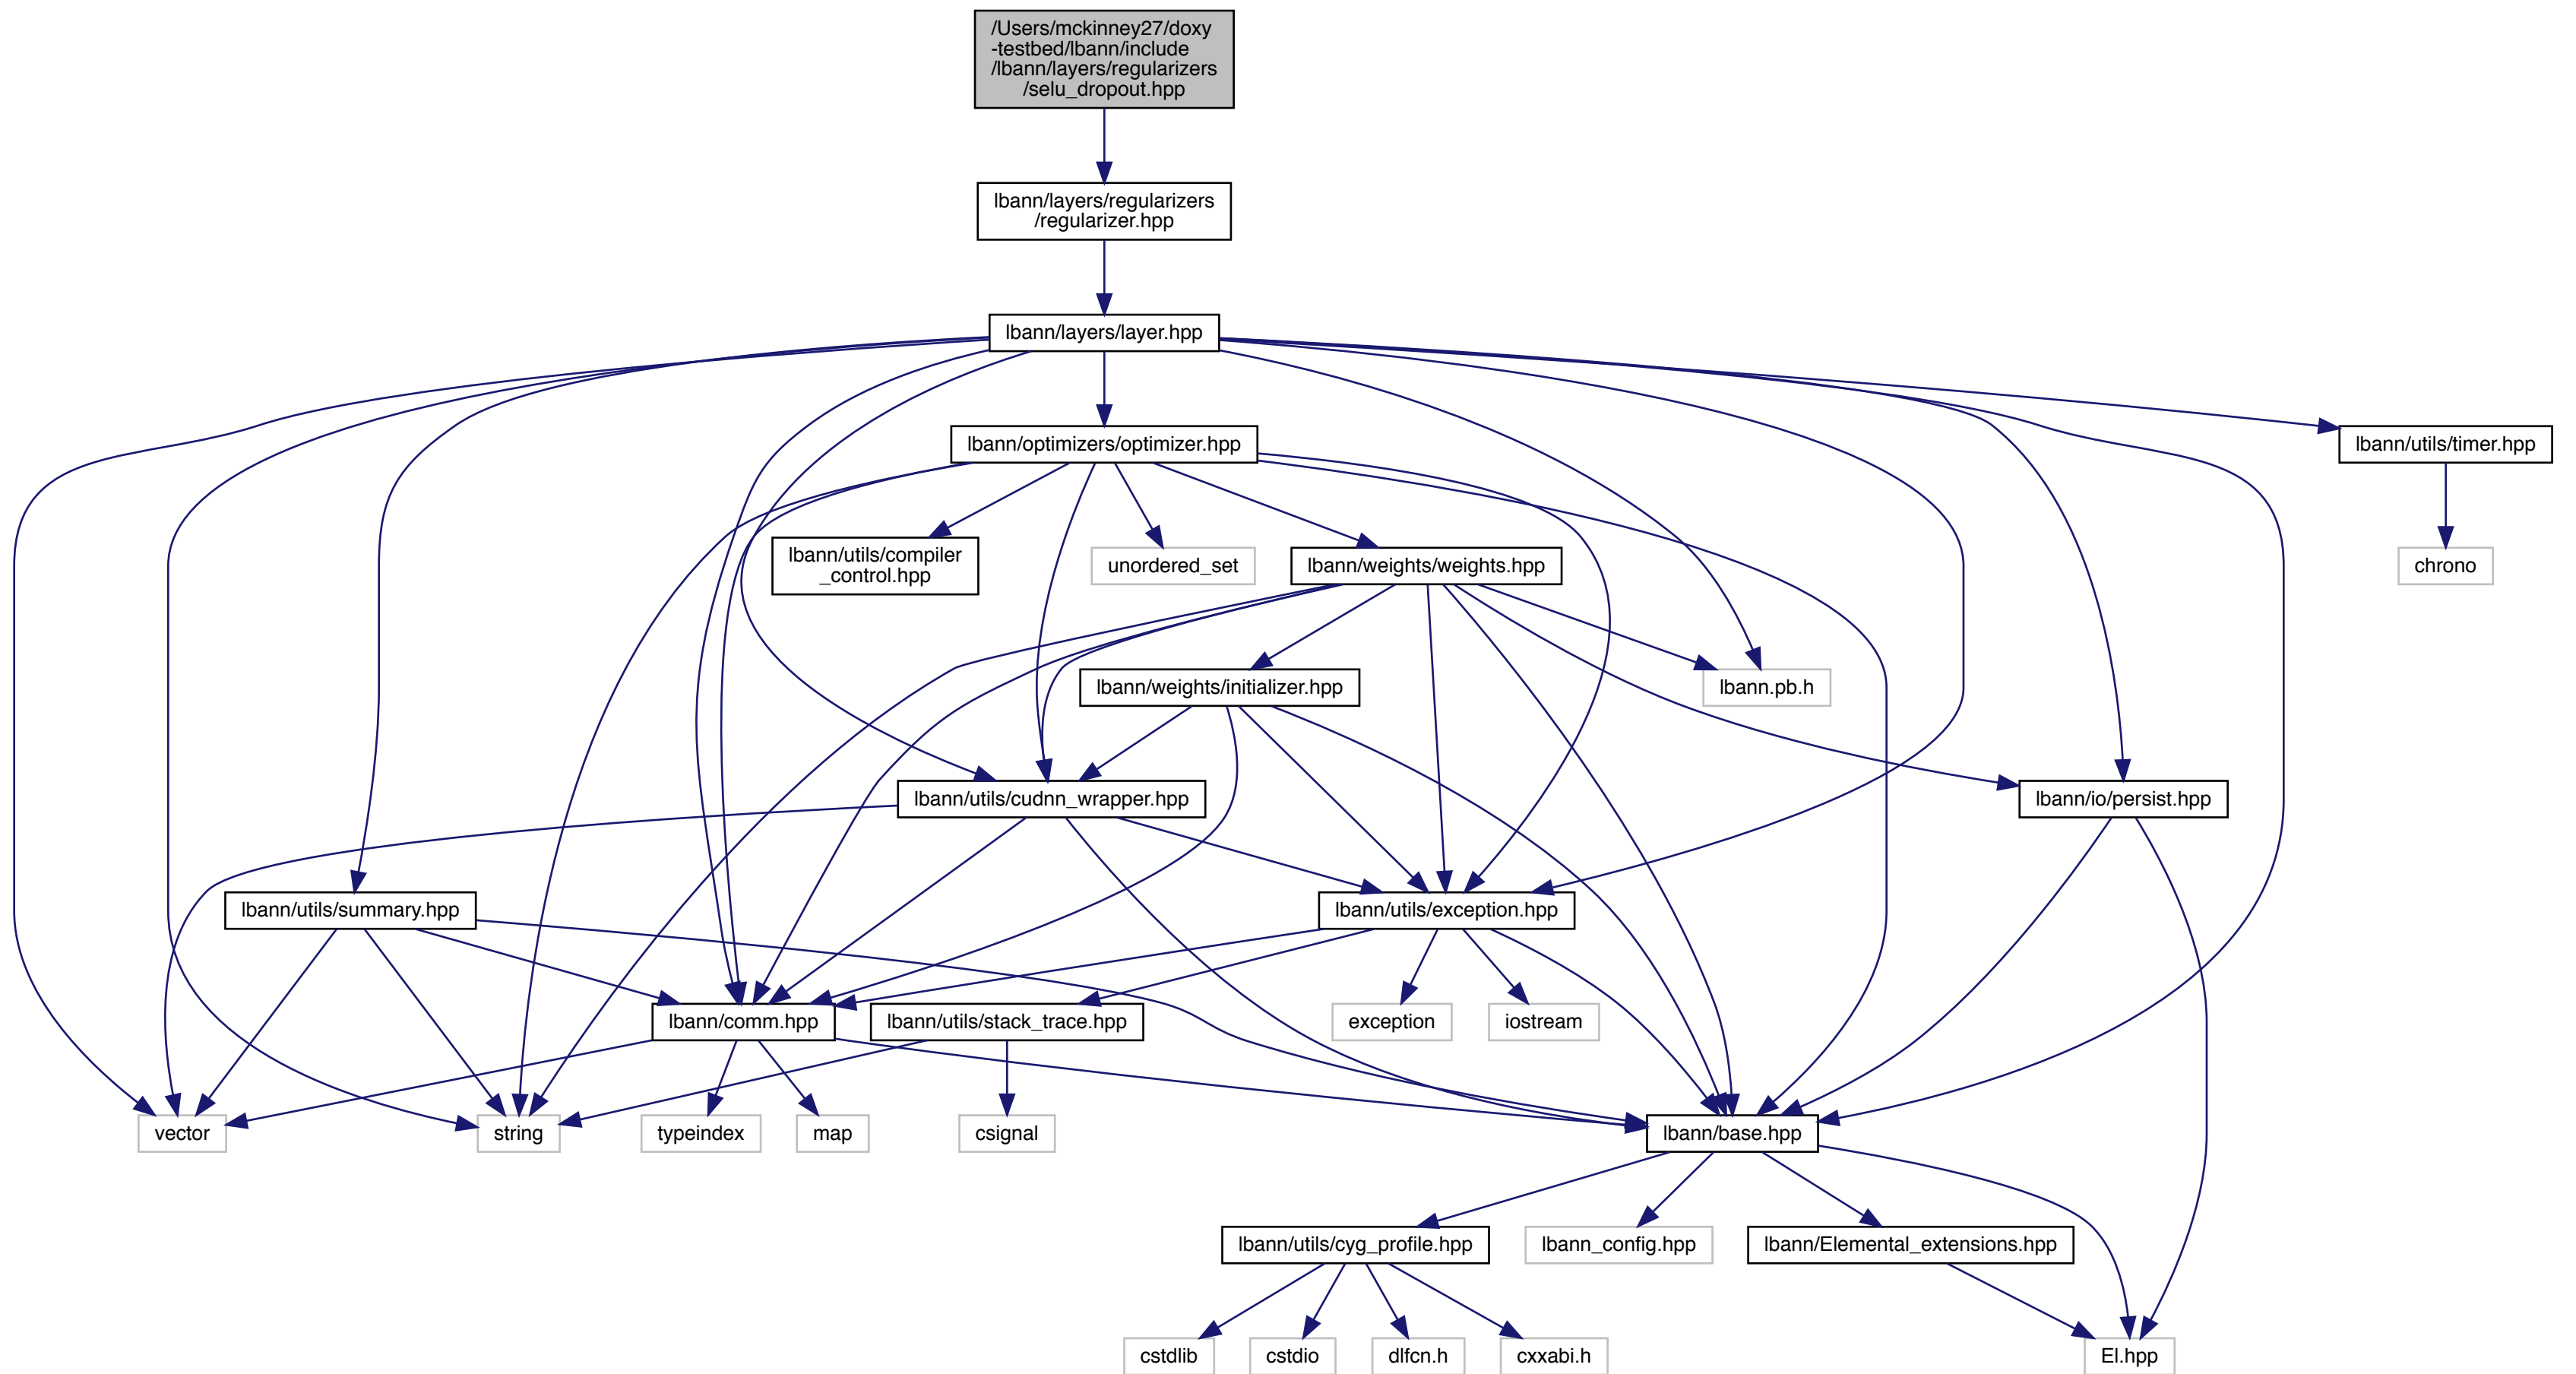 /Users/mckinney27/doxy
-testbed/lbann/include
/lbann/layers/regularizers
/selu_dropout.hpp
lbann/layers/regularizers
/regularizer.hpp
lbann/layers/layer.hpp
lbann/optimizers/optimizer.hpp
lbann/utils/timer.hpp
lbann/utils/compiler
_control.hpp
unordered_set
lbann/weights/weights.hpp
chrono
lbann/weights/initializer.hpp
lbann.pb.h
lbann/utils/cudnn_wrapper.hpp
lbann/io/persist.hpp
lbann/utils/summary.hpp
lbann/utils/exception.hpp
lbann/comm.hpp
lbann/utils/stack_trace.hpp
exception
iostream
vector
string
typeindex
map
csignal
lbann/base.hpp
lbann/utils/cyg_profile.hpp
lbann_config.hpp
lbann/Elemental_extensions.hpp
cstdlib
cstdio
dlfcn.h
cxxabi.h
El.hpp